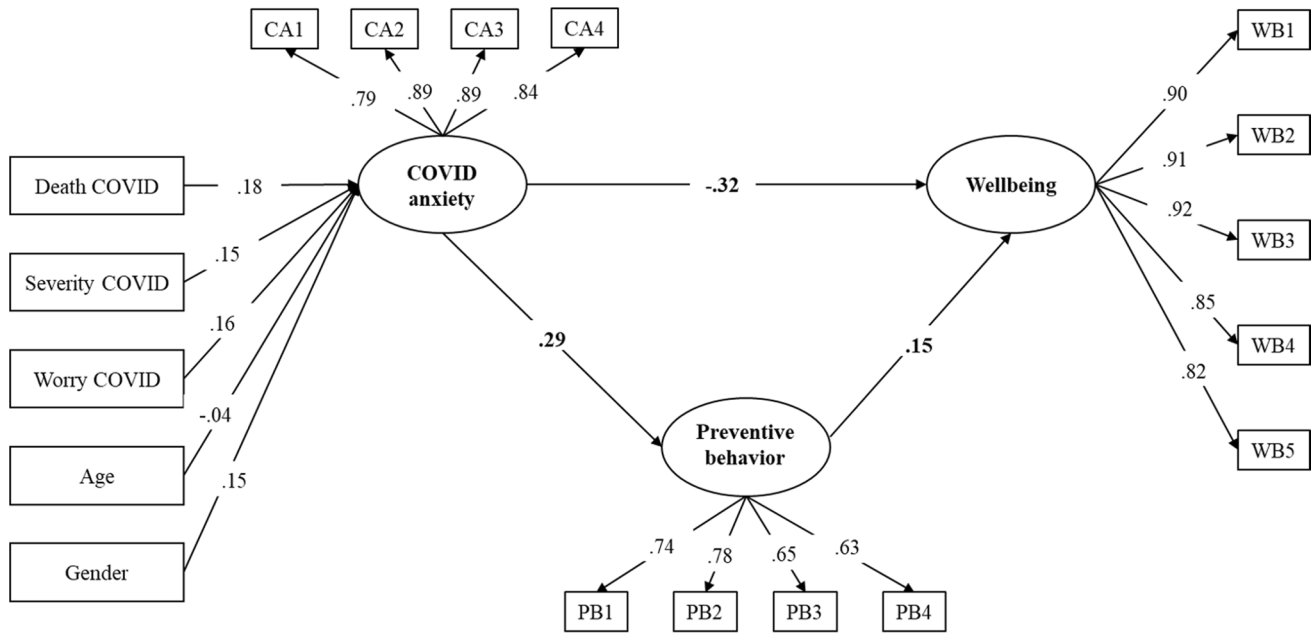 CA1 CA2 CA3 CA4
.79 .89 .89 .84
Death COVID
.18
Severity COVID
.15
Worry COVID
.16
Age
-.04
Gender
.15
COVID
anxiety
-.32
.29
Wellbeing
.15
Preventive
behavior
.74 .78 .65 .63
PB1 PB2 PB3 PB4
.90
WB1
.91
WB2
.92
WB3
.85
WB4
.82
WB5